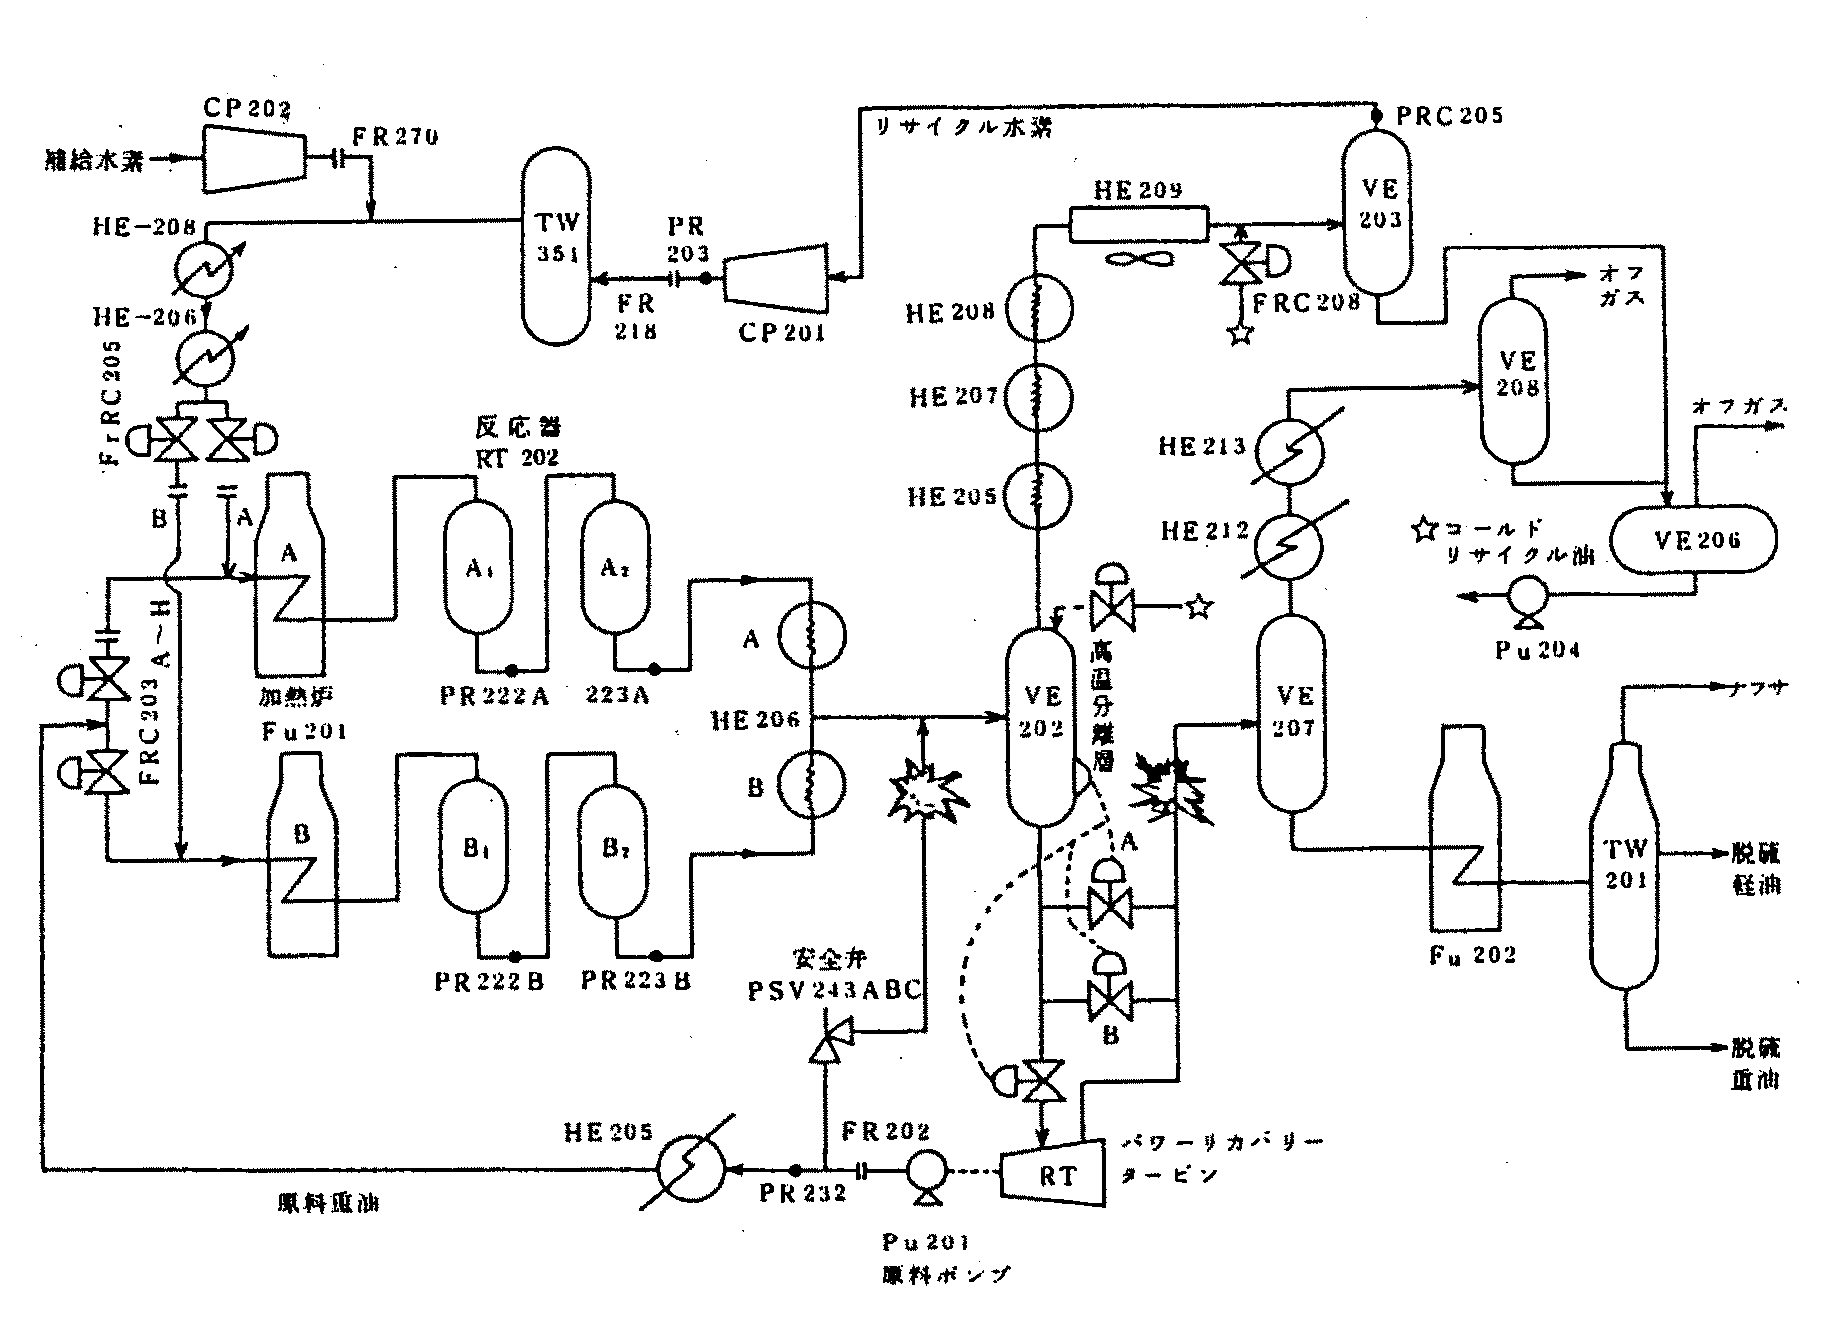 CP202
FR270
補給水素
リサイクル水素
PRC205
HE-208
TW
351
PR
203
FR
218
CP201
HE209
VE
203
HE208
FRC208
オフ
ガス
HE-206
FrRC205
VE
208
HE207
オフガス
反応器
RT 202
HE213
HE205
HE212
☆コールド
リサイクル油
VE206
B
A
A
A1
A2
Pu204
A
高温分離層
加熱炉
Fu201
PR222A
223A
HE206
VE
202
VE
207
ナフサ
FRC203 A~H
B
B
B1
B2
A
TW
201
脱硫
軽油
PR222B
PR223B
安全弁
PSV243ABC
B
Fu 202
脱硫
重油
HE205
FR202
パワーリカバリー
タービン
RT
PR232
原料重油
Pu201
原料ポンプ